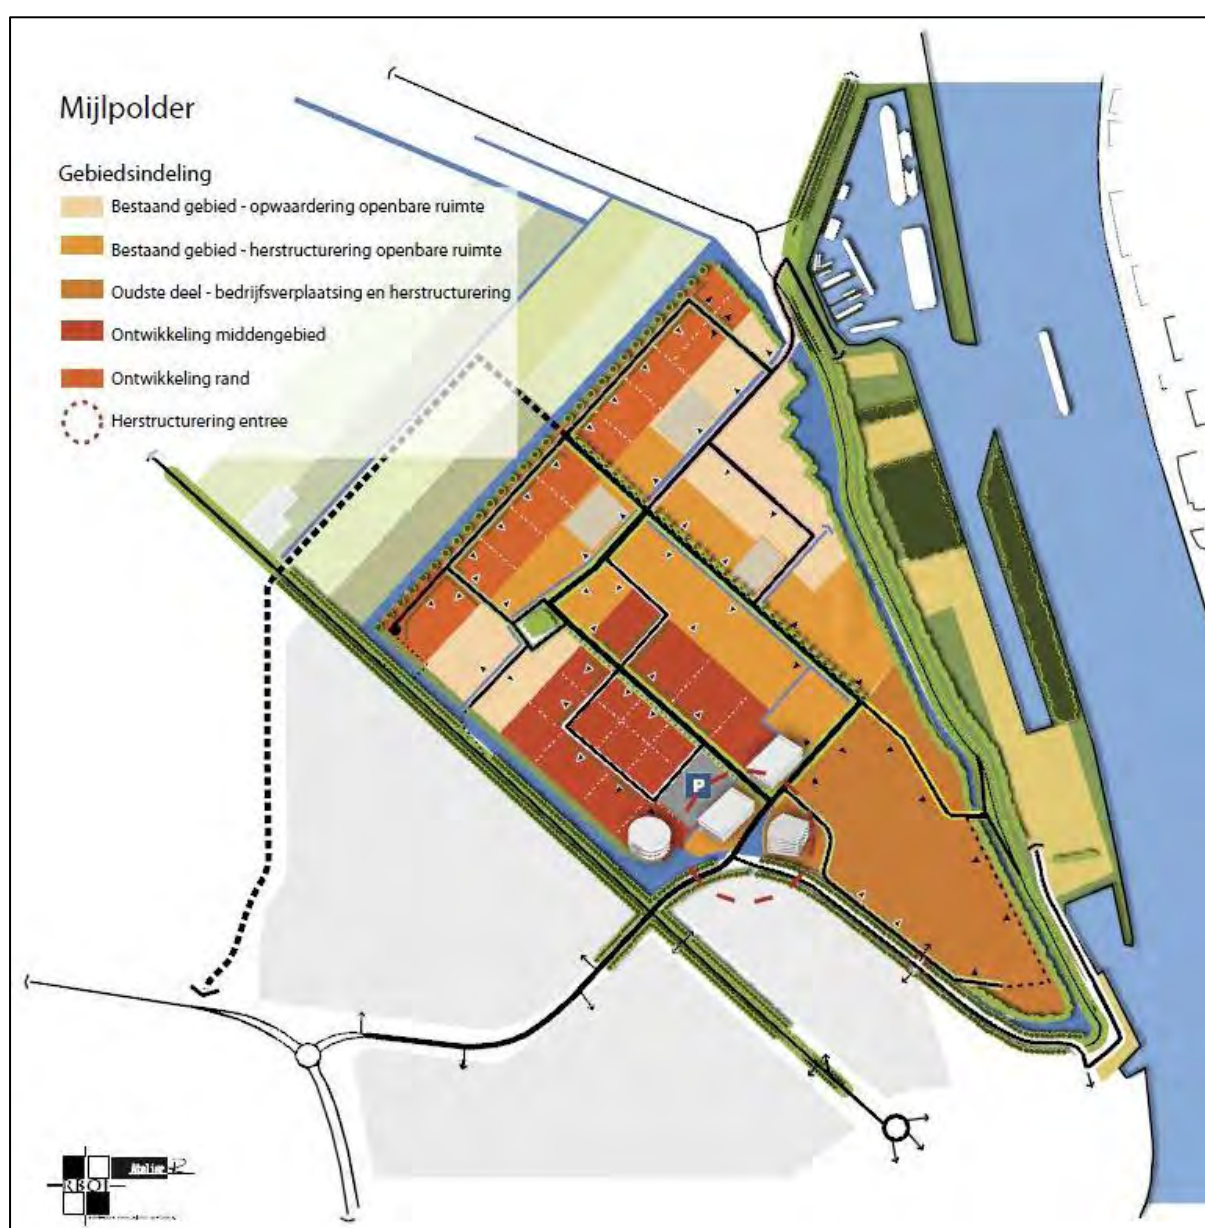 Mijlpolder
Gebiedsindeling
Bestaand gebied - opwaardering openbare ruimte
Bestaand gebied - herstructurering openbare ruimte
Oudste deel - bedrijfsverplaatsing en herstructurering
Ontwikkeling middengebied
Ontwikkeling rand
Herstructurering entree
P
RBOI